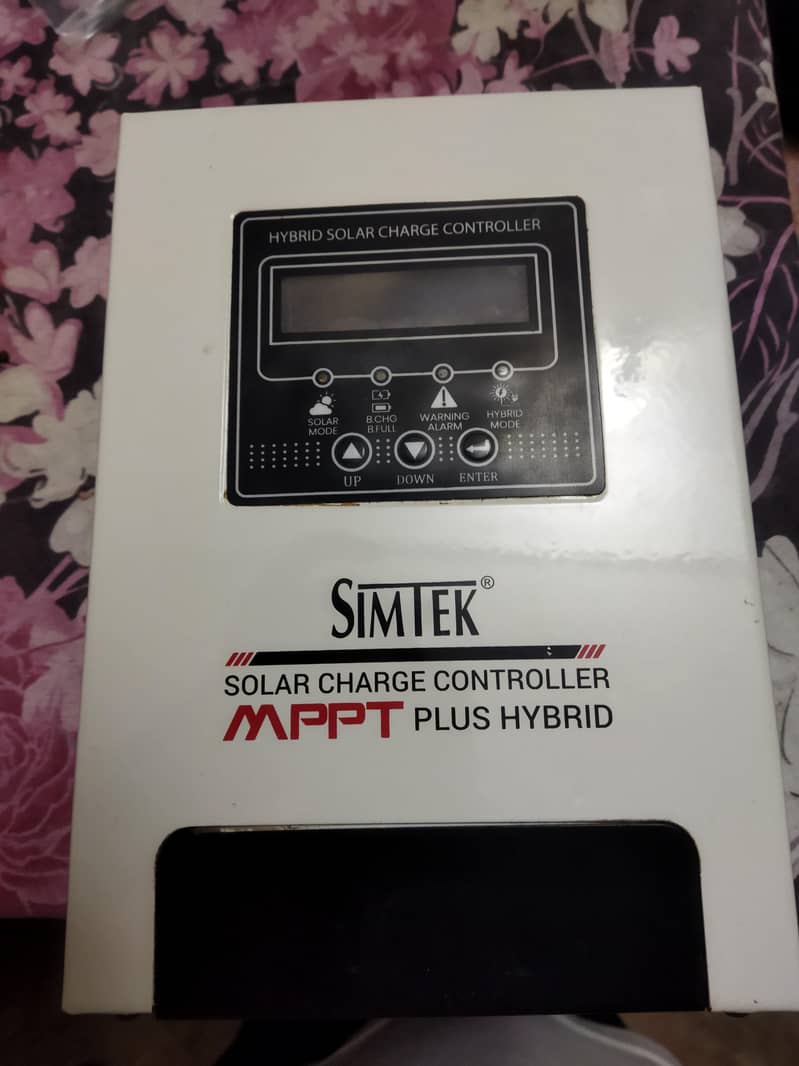 HYBRID SOLAR CHARGE CONTROLLER
SOLAR MODE
B.CHG B.FULL
WARNING ALARM
HYBRID MODE
UP
DOWN
ENTER
SIMTEK®
SOLAR CHARGE CONTROLLER
MPPT PLUS HYBRID